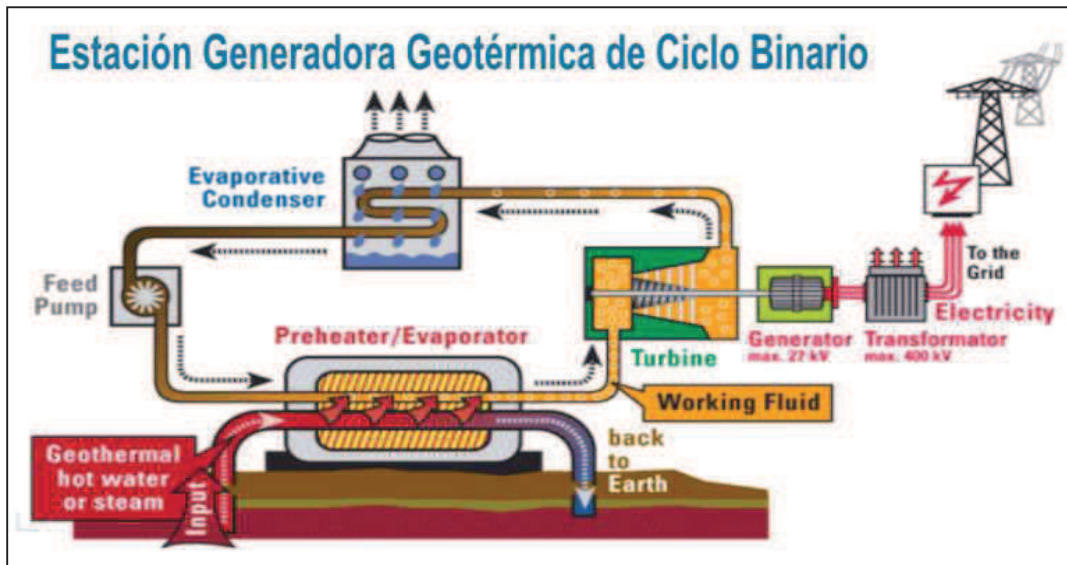 Estación Generadora Geotérmica de Ciclo Binario
Evaporative
Condenser
Feed
Pump
Preheater/Evaporator
Turbine
Generator
max. 27 kV
Transformator
max. 400 kV
To the
Grid
Electricity
Working Fluid
Geothermal
hot water
or steam
Input
back
to
Earth